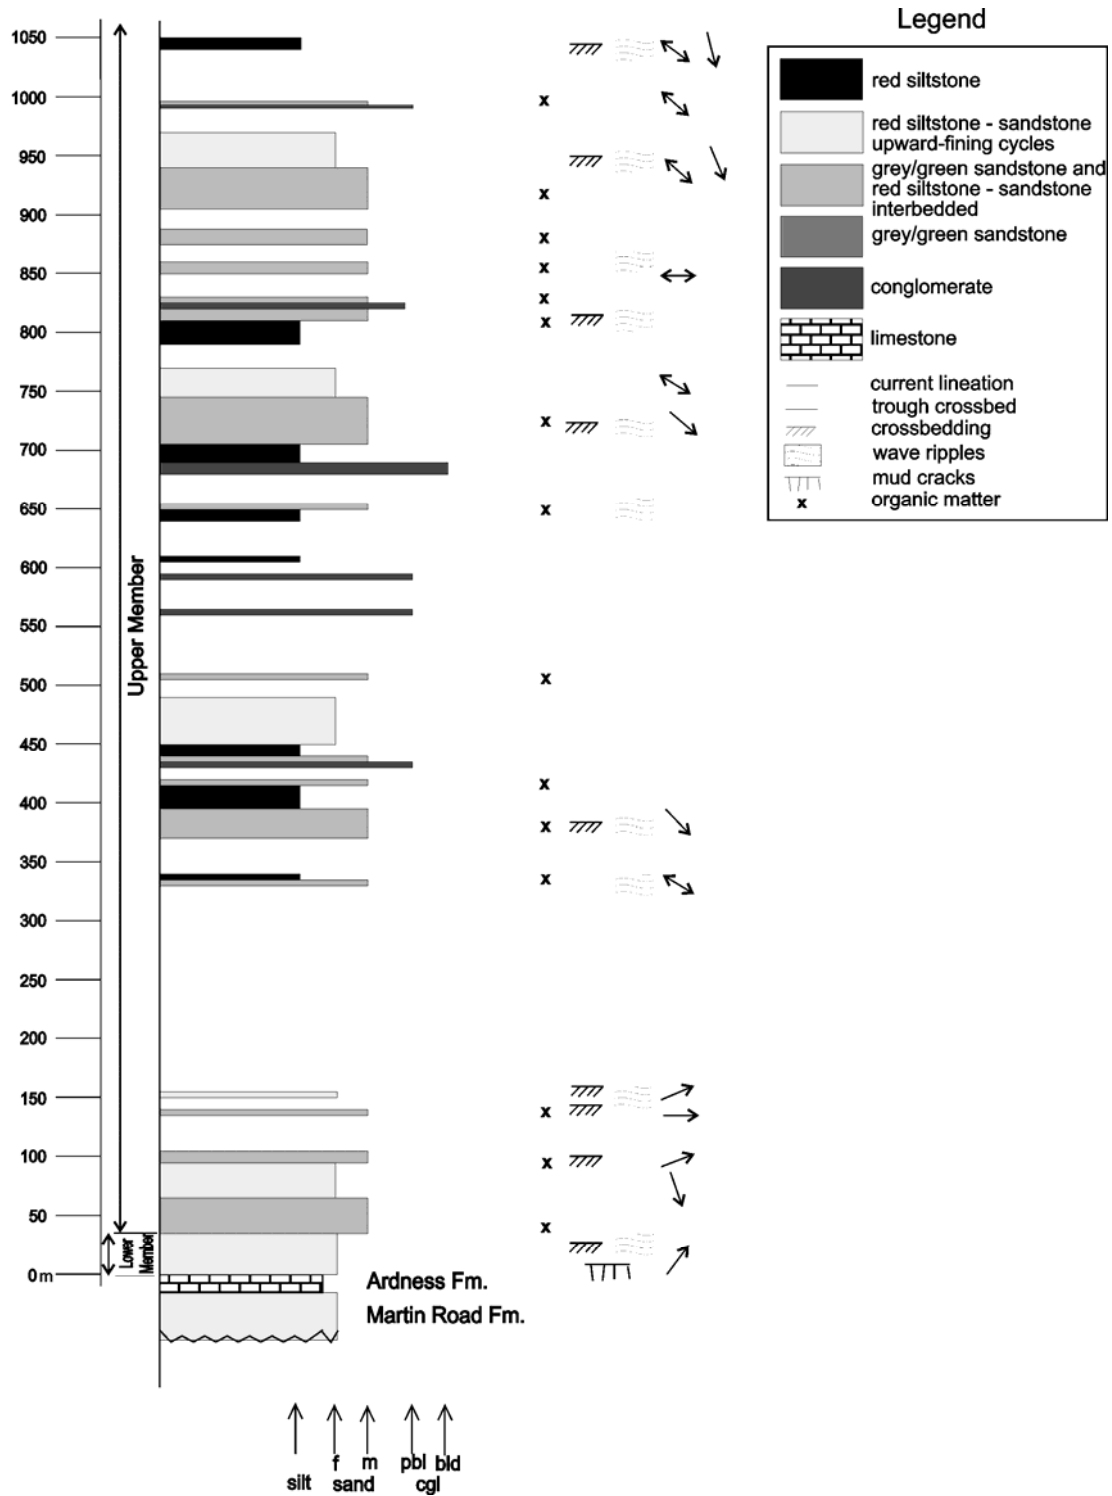 Legend
red siltstone
red siltstone - sandstone
upward-fining cycles
grey/green sandstone and
red siltstone - sandstone
interbedded
grey/green sandstone
conglomerate
limestone
current lineation
trough crossbed
crossbedding
wave ripples
mud cracks
x organic matter
1050
1000
x
950
x
900
x
850
x
x
800
x
750
x
700
650
x
600
550
500
x
450
400
x
x
350
x
300
250
200
150
x
100
x
50
x
0 m
Upper Member
Lower
Member
Ardness Fm.
Martin Road Fm.
f m pbl bld
silt sand cgl